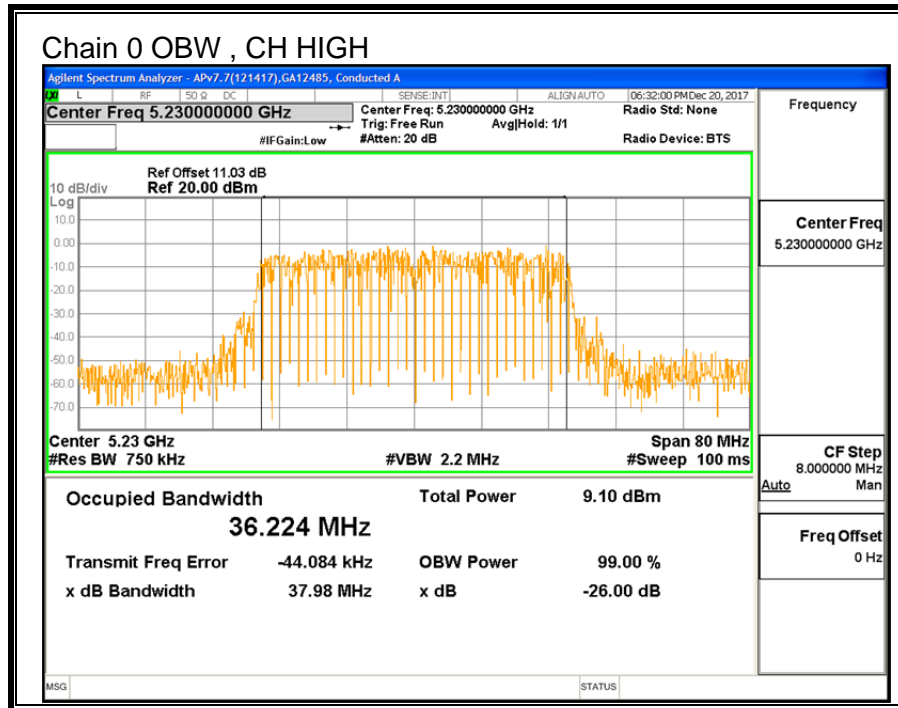 Chain 0 OBW , CH HIGH
Agilent Spectrum Analyzer - APv7.7(121417),GA12485, Conducted A
LXI L RF 50 Ω DC SENSE:INT ALIGN AUTO 06:32:00 PM Dec 20, 2017
Center Freq 5.230000000 GHz
Center Freq: 5.230000000 GHz
Radio Std: None
Trig: Free Run Avg|Hold: 1/1
#IFGain:Low #Atten: 20 dB Radio Device: BTS
Ref Offset 11.03 dB
10 dB/div Ref 20.00 dBm
Log
10.0
0.00
-10.0
-20.0
-30.0
-40.0
-50.0
-60.0
-70.0
Center 5.23 GHz Span 80 MHz
#Res BW 750 kHz #VBW 2.2 MHz #Sweep 100 ms
Occupied Bandwidth Total Power 9.10 dBm
36.224 MHz
Transmit Freq Error -44.084 kHz OBW Power 99.00 %
x dB Bandwidth 37.98 MHz x dB -26.00 dB
MSG STATUS
Frequency
Center Freq
5.230000000 GHz
CF Step
8.000000 MHz
Auto Man
Freq Offset
0 Hz